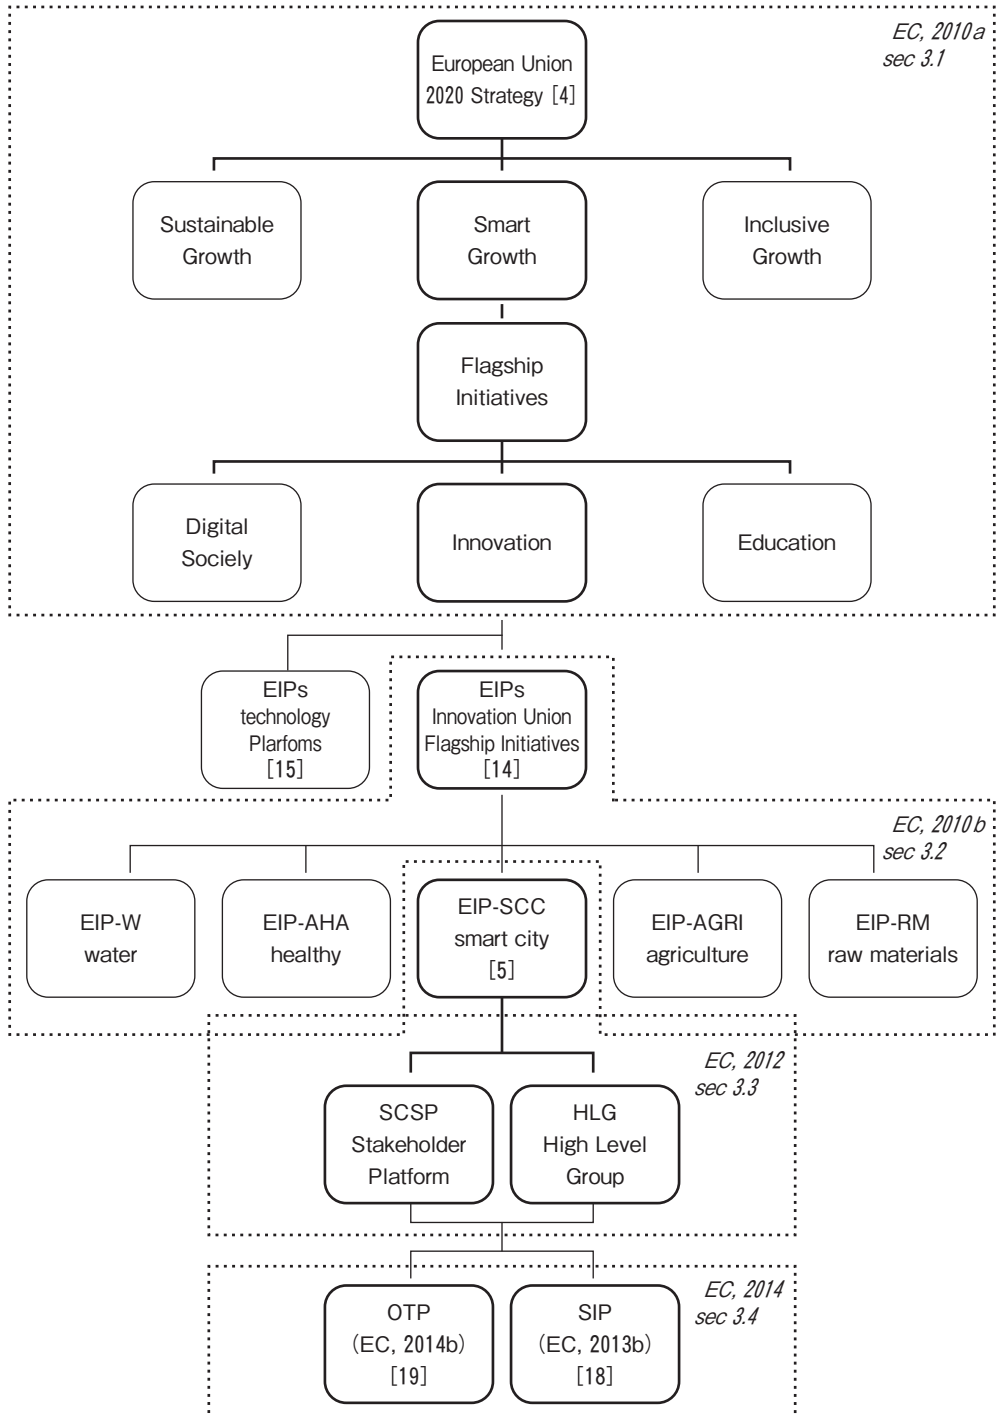 EC, 2010a
sec 3.1
European Union
2020 Strategy [4]
Sustainable
Growth
Smart
Growth
Inclusive
Growth
Flagship
Initiatives
Digital
Sociely
Innovation
Education
EIPs
technology
Plarfoms
[15]
EIPs
Innovation Union
Flagship Initiatives
[14]
EC, 2010b
sec 3.2
EIP-W
water
EIP-AHA
healthy
EIP-SCC
smart city
[5]
EIP-AGRI
agriculture
EIP-RM
raw materials
EC, 2012
sec 3.3
SCSP
Stakeholder
Platform
HLG
High Level
Group
EC, 2014
sec 3.4
OTP
(EC, 2014b)
[19]
SIP
(EC, 2013b)
[18]